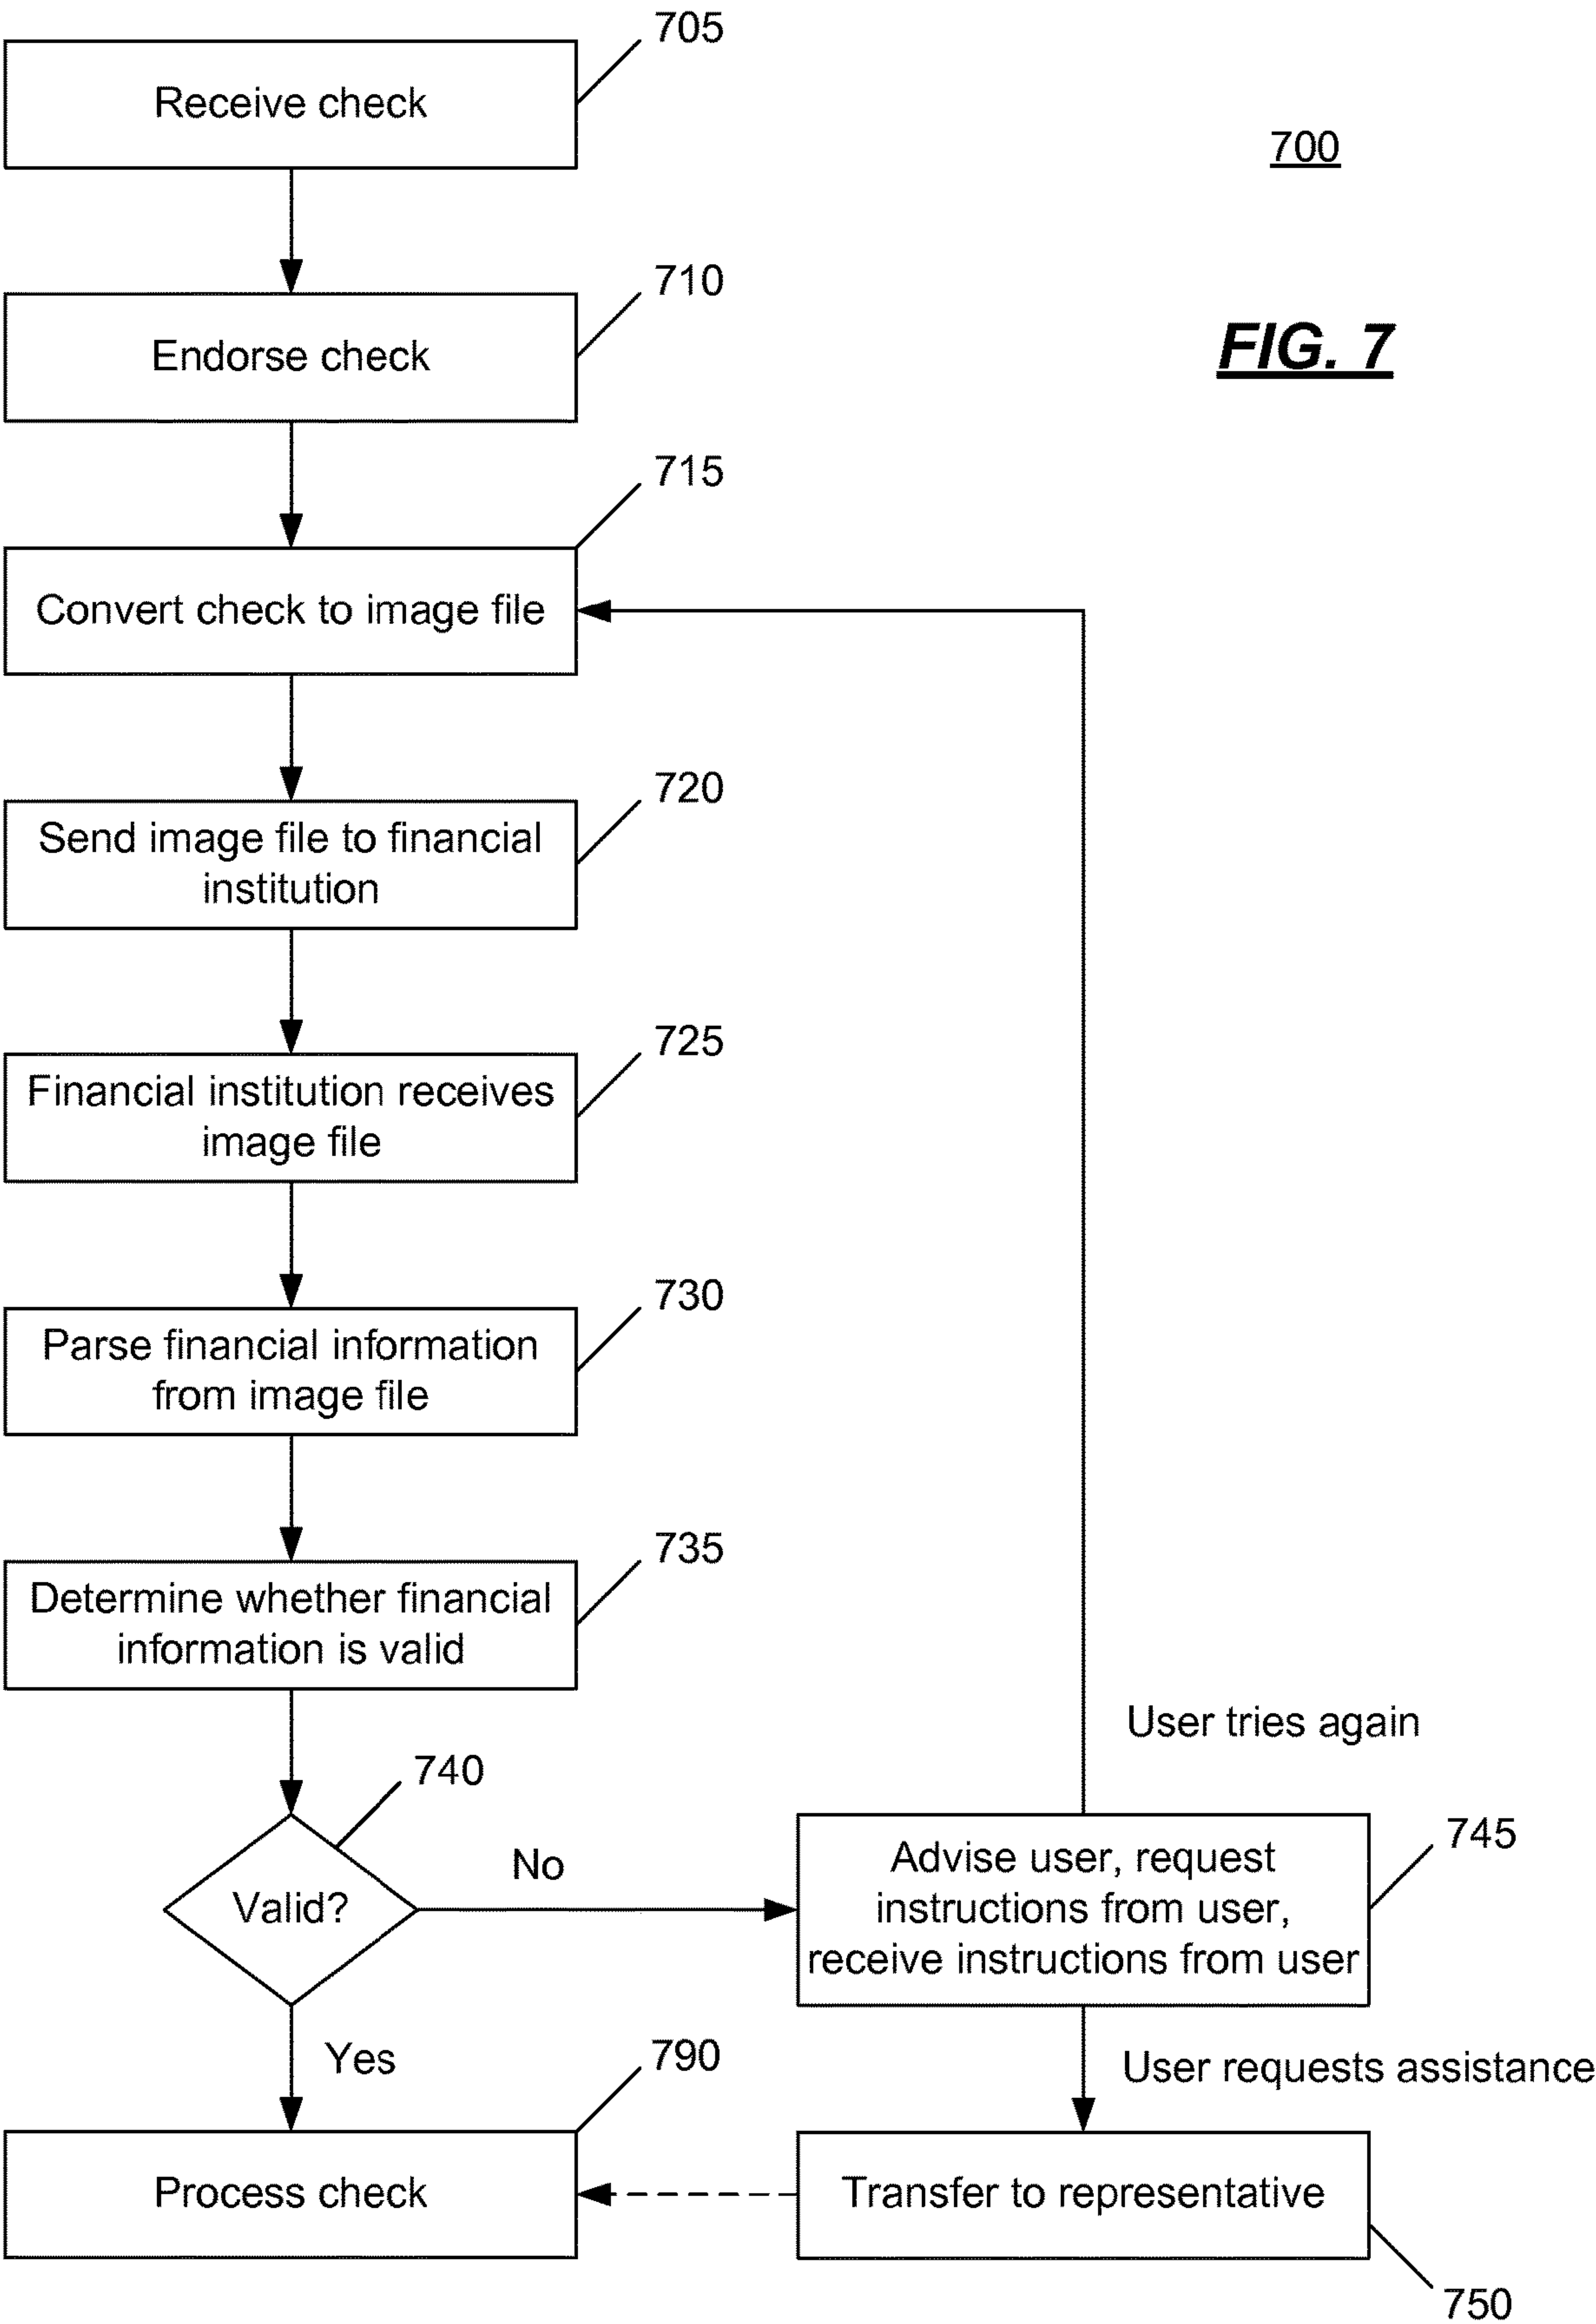 705
Receive check
700
710
Endorse check
FIG. 7
715
Convert check to image file
720
Send image file to financial
institution
725
Financial institution receives
image file
730
Parse financial information
from image file
735
Determine whether financial
information is valid
User tries again
740
Valid?
No
745
Advise user, request
instructions from user,
receive instructions from user
Yes
790
User requests assistance
Process check
Transfer to representative
750